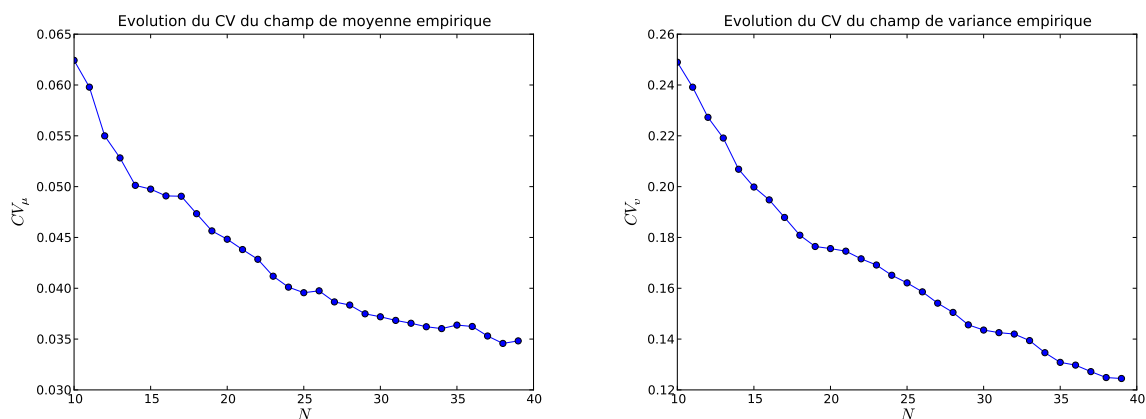 Evolution du CV du champ de moyenne empirique
0.065
0.060
0.055
0.050
0.045
0.040
0.035
0.030
CVμ
10 15 20 25 30 35 40
N
Evolution du CV du champ de variance empirique
0.26
0.24
0.22
0.20
0.18
0.16
0.14
0.12
CVv
10 15 20 25 30 35 40
N